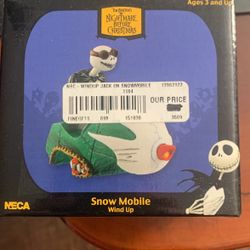 Ages 3 and Up
TIM BURTON'S
THE
NIGHTMARE
BEFORE
CHRISTMAS
NBC - WINDUP JACK ON SNOWMOBILE
1104
OUR PRICE
NECA
Snow Mobile
Wind Up